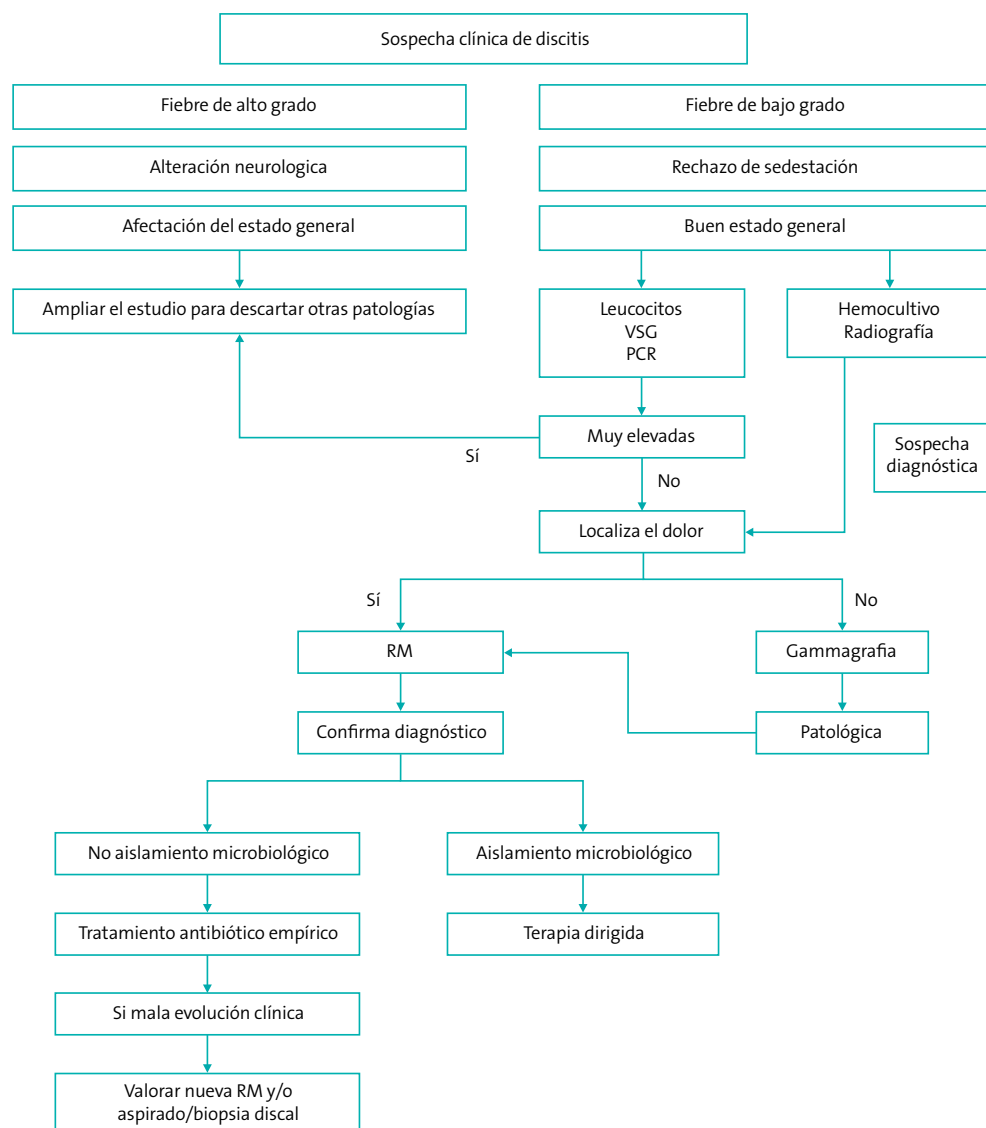 Sospecha clínica de discitis
Fiebre de alto grado
Fiebre de bajo grado
Alteración neurologica
Rechazo de sedestación
Afectación del estado general
Buen estado general
Ampliar el estudio para descartar otras patologías
Leucocitos
VSG
PCR
Hemocultivo
Radiografía
Muy elevadas
Sí
No
Sospecha
diagnóstica
Localiza el dolor
Sí
No
RM
Gammagrafia
Confirma diagnóstico
Patológica
No aislamiento microbiológico
Aislamiento microbiológico
Tratamiento antibiótico empírico
Terapia dirigida
Si mala evolución clínica
Valorar nueva RM y/o
aspirado/biopsia discal